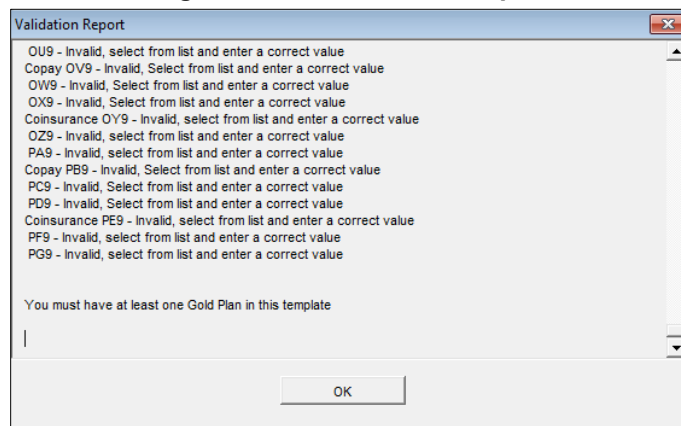 Validation Report
OU9 - Invalid, select from list and enter a correct value
Copay OV9 - Invalid, Select from list and enter a correct value
OW9 - Invalid, Select from list and enter a correct value
OX9 - Invalid, select from list and enter a correct value
Coinsurance OY9 - Invalid, select from list and enter a correct value
OZ9 - Invalid, select from list and enter a correct value
PA9 - Invalid, select from list and enter a correct value
Copay PB9 - Invalid, Select from list and enter a correct value
PC9 - Invalid, select from list and enter a correct value
PD9 - Invalid, select from list and enter a correct value
Coinsurance PE9 - Invalid, select from list and enter a correct value
PF9 - Invalid, select from list and enter a correct value
PG9 - Invalid, select from list and enter a correct value
You must have at least one Gold Plan in this template
OK